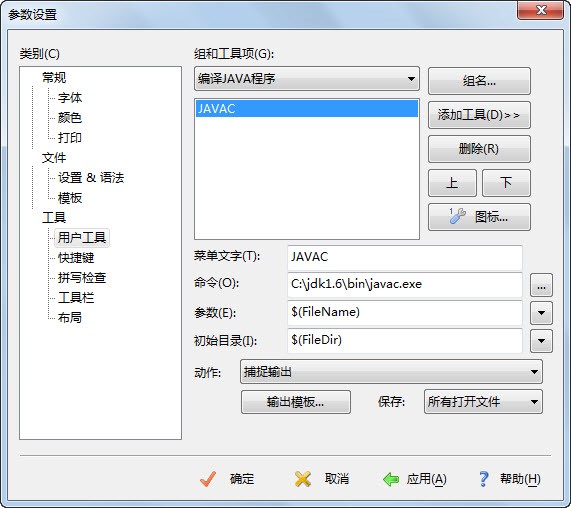 参数设置
类别(C)
常规
字体
颜色
打印
文件
设置 & 语法
模板
工具
用户工具
快捷键
拼写检查
工具栏
布局
组和工具项(G):
编译JAVA程序
组名...
JAVAC
添加工具(D)>>
删除(R)
上 下
图标...
菜单文字(T): JAVAC
命令(O): C:\jdk1.6\bin\javac.exe ...
参数(E): $(FileName)
初始目录(I): $(FileDir)
动作: 捕捉输出
输出模板... 保存: 所有打开文件
确定 取消 应用(A) 帮助(H)